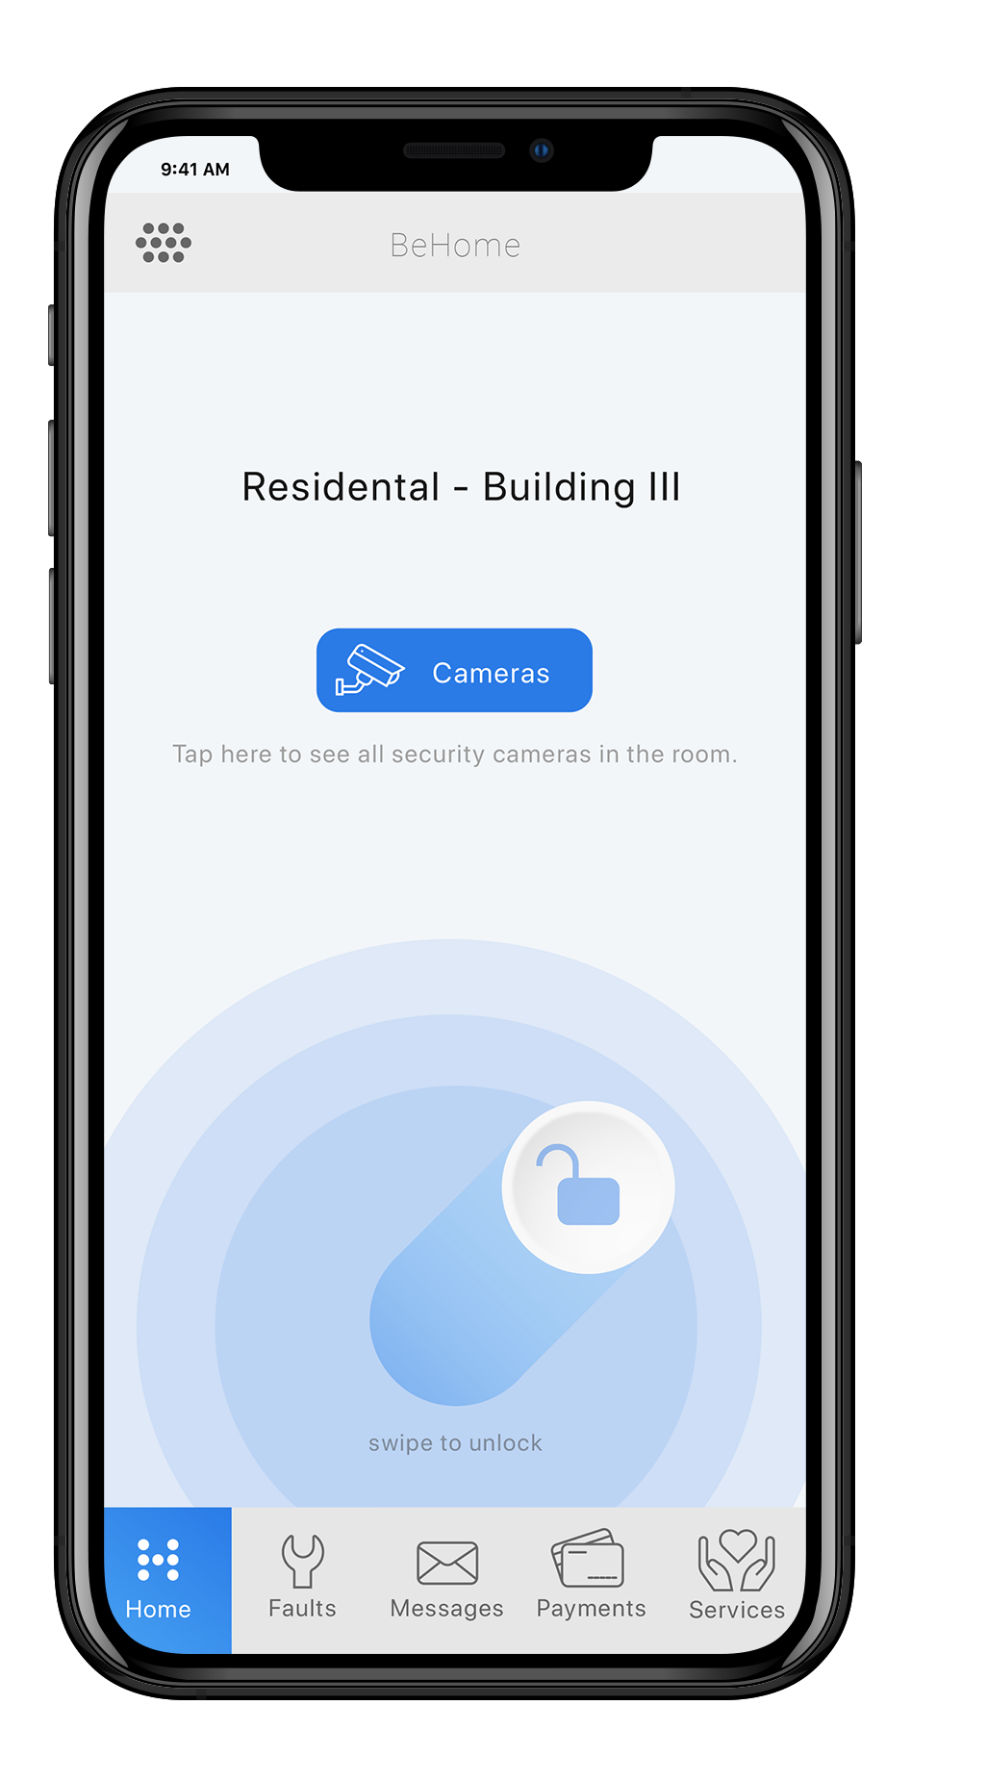 9:41 AM
BeHome
Residental - Building III
Cameras
Tap here to see all security cameras in the room.
swipe to unlock
Home
Faults
Messages
Payments
Services